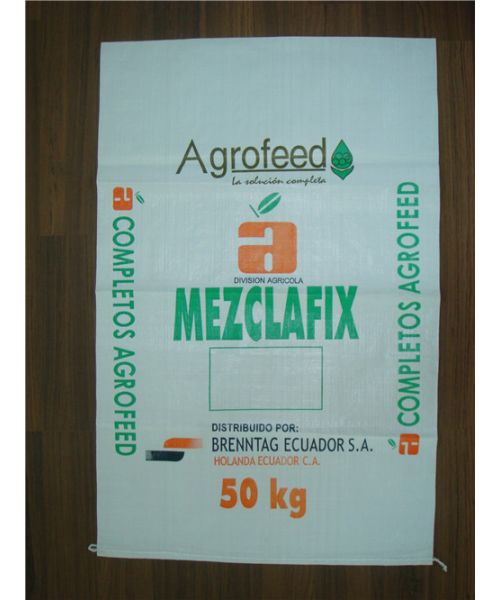 Agrofeed
la solución completa
a
DIVISION AGRICOLA
MEZCLAFIX
a COMPLETOS AGROFEED
a COMPLETOS AGROFEED
DISTRIBUIDO POR:
BRENNTAG ECUADOR S.A.
HOLANDA ECUADOR C.A.
50 kg